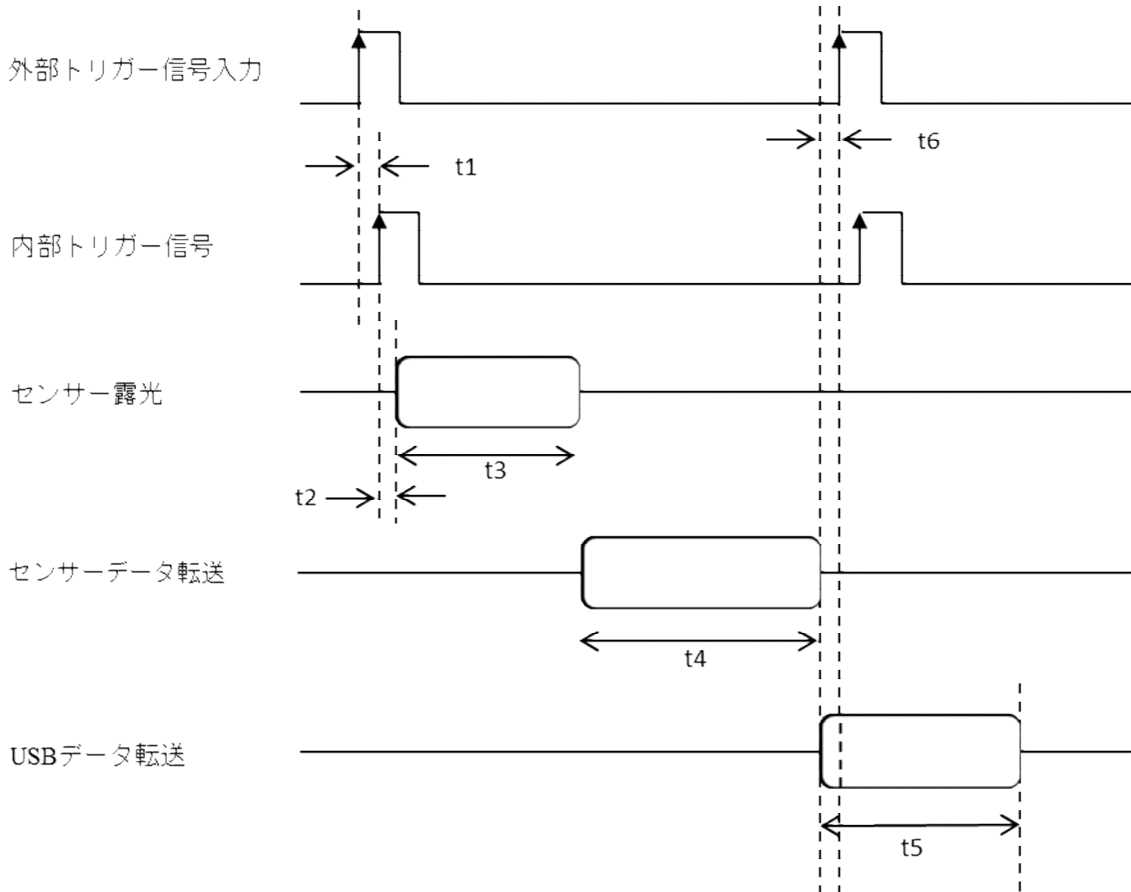 外部トリガー信号入力
t6
t1
内部トリガー信号
センサー露光
t3
t2
センサーデータ転送
t4
USBデータ転送
t5